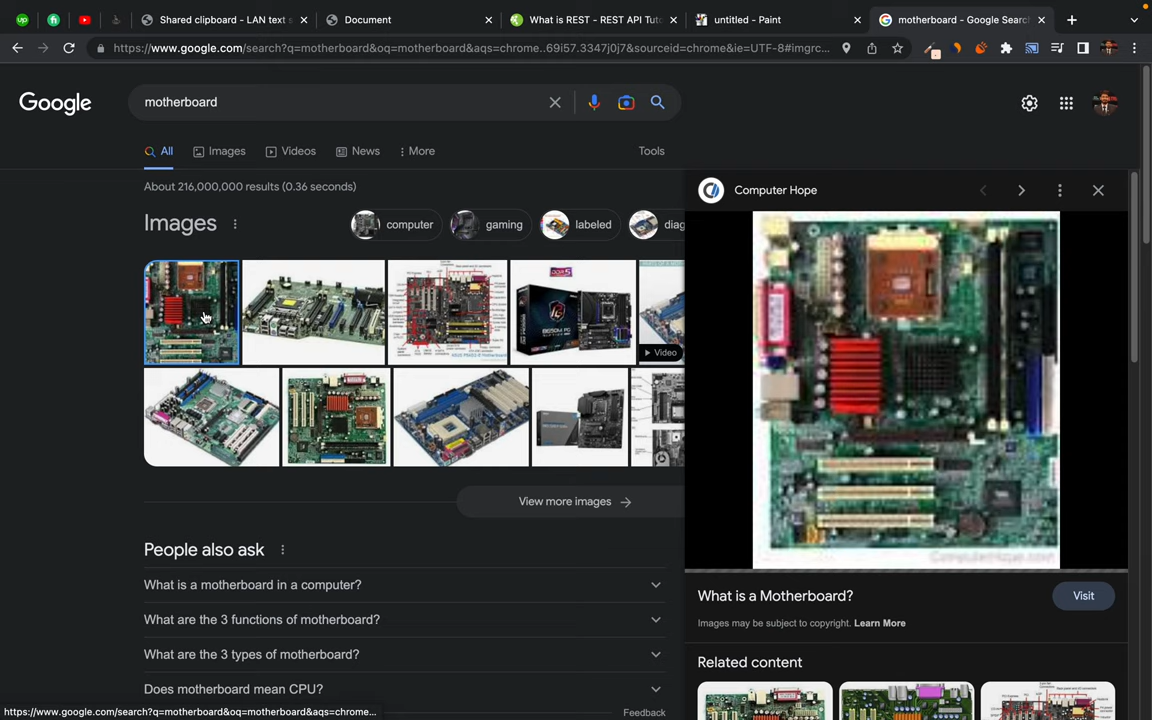 Shared clipboard - LAN text s
Document
What is REST - REST API Tuto
untitled - Paint
motherboard - Google Search
https://www.google.com/search?q=motherboard&oq=motherboard&aqs=chrome..69i57.3347j0j7&sourceid=chrome&ie=UTF-8#imgrc...
Google
motherboard
All
Images
Videos
News
More
Tools
About 216,000,000 results (0.36 seconds)
Images
computer
gaming
labeled
diag
Video
View more images
People also ask
What is a motherboard in a computer?
What are the 3 functions of motherboard?
What are the 3 types of motherboard?
Does motherboard mean CPU?
Feedback
Computer Hope
ComputerHope.com
What is a Motherboard?
Visit
Images may be subject to copyright. Learn More
Related content
https://www.google.com/search?q=motherboard&oq=motherboard&aqs=chrome...